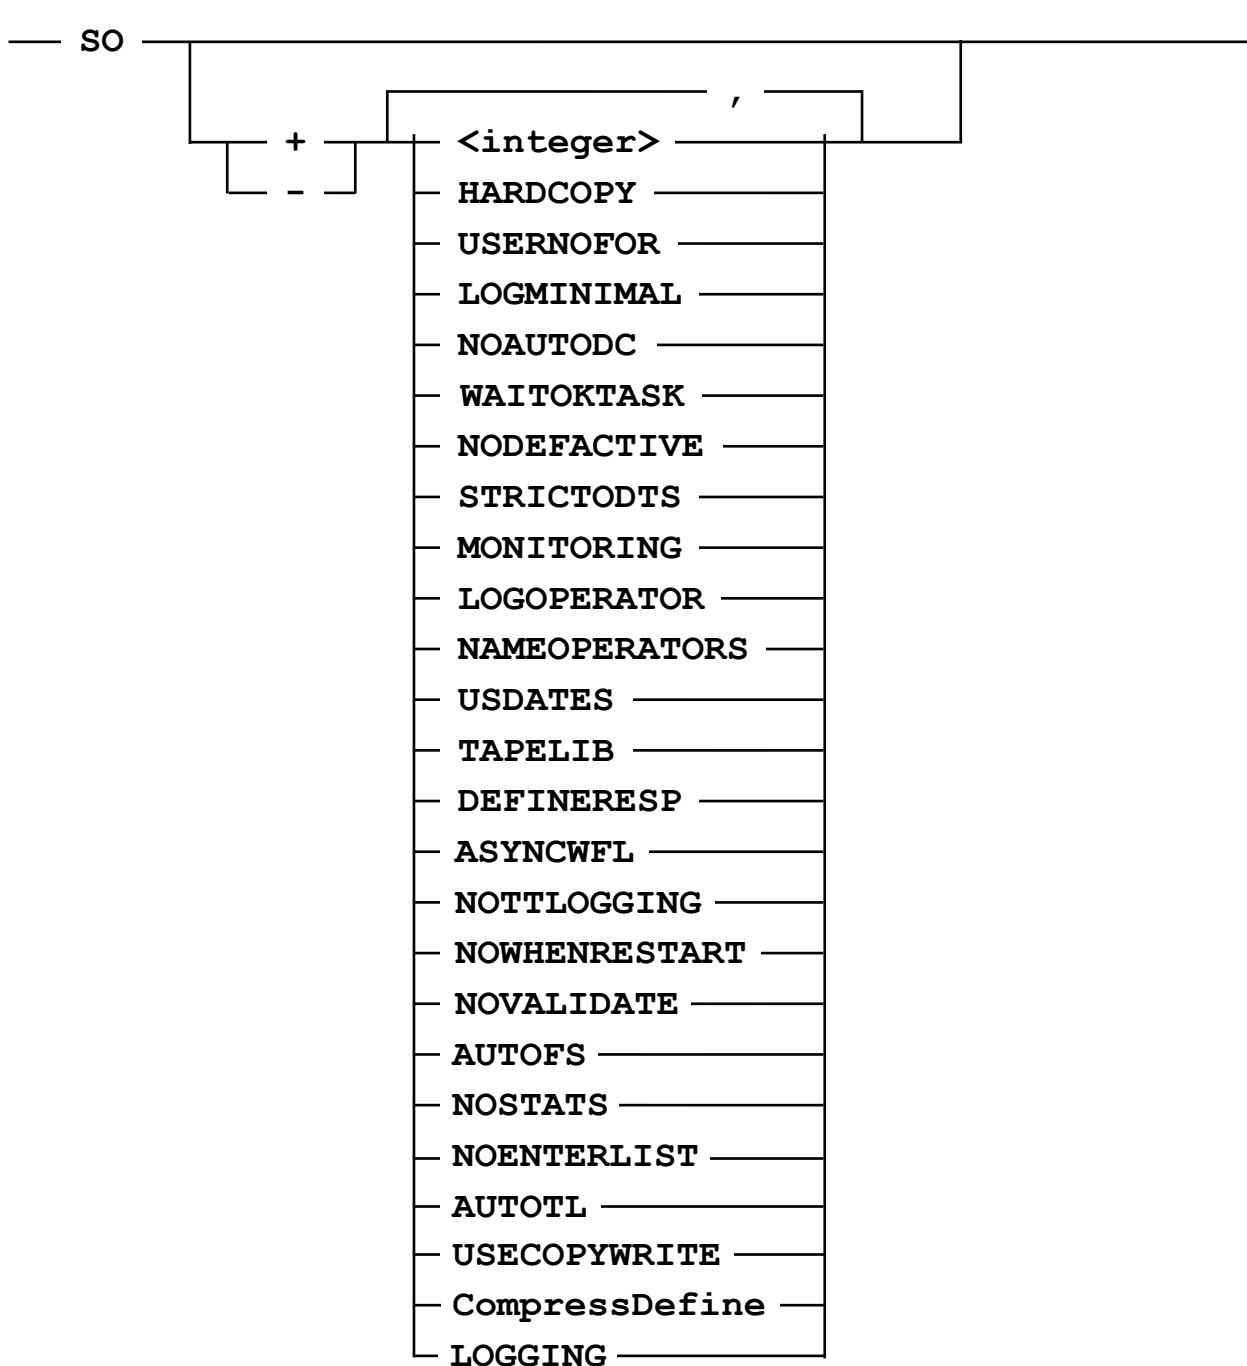 SO
,
+ <integer>
- HARDCOPY
USERNOFOR
LOGMINIMAL
NOAUTODC
WAITOKTASK
NODEFACTIVE
STRICTODTS
MONITORING
LOGOPERATOR
NAMEOPERATORS
USDATES
TAPELIB
DEFINERESP
ASYNCWFL
NOTTLOGGING
NOWHENRESTART
NOVALIDATE
AUTOFS
NOSTATS
NOENTERLIST
AUTOTL
USECOPYWRITE
CompressDefine
LOGGING